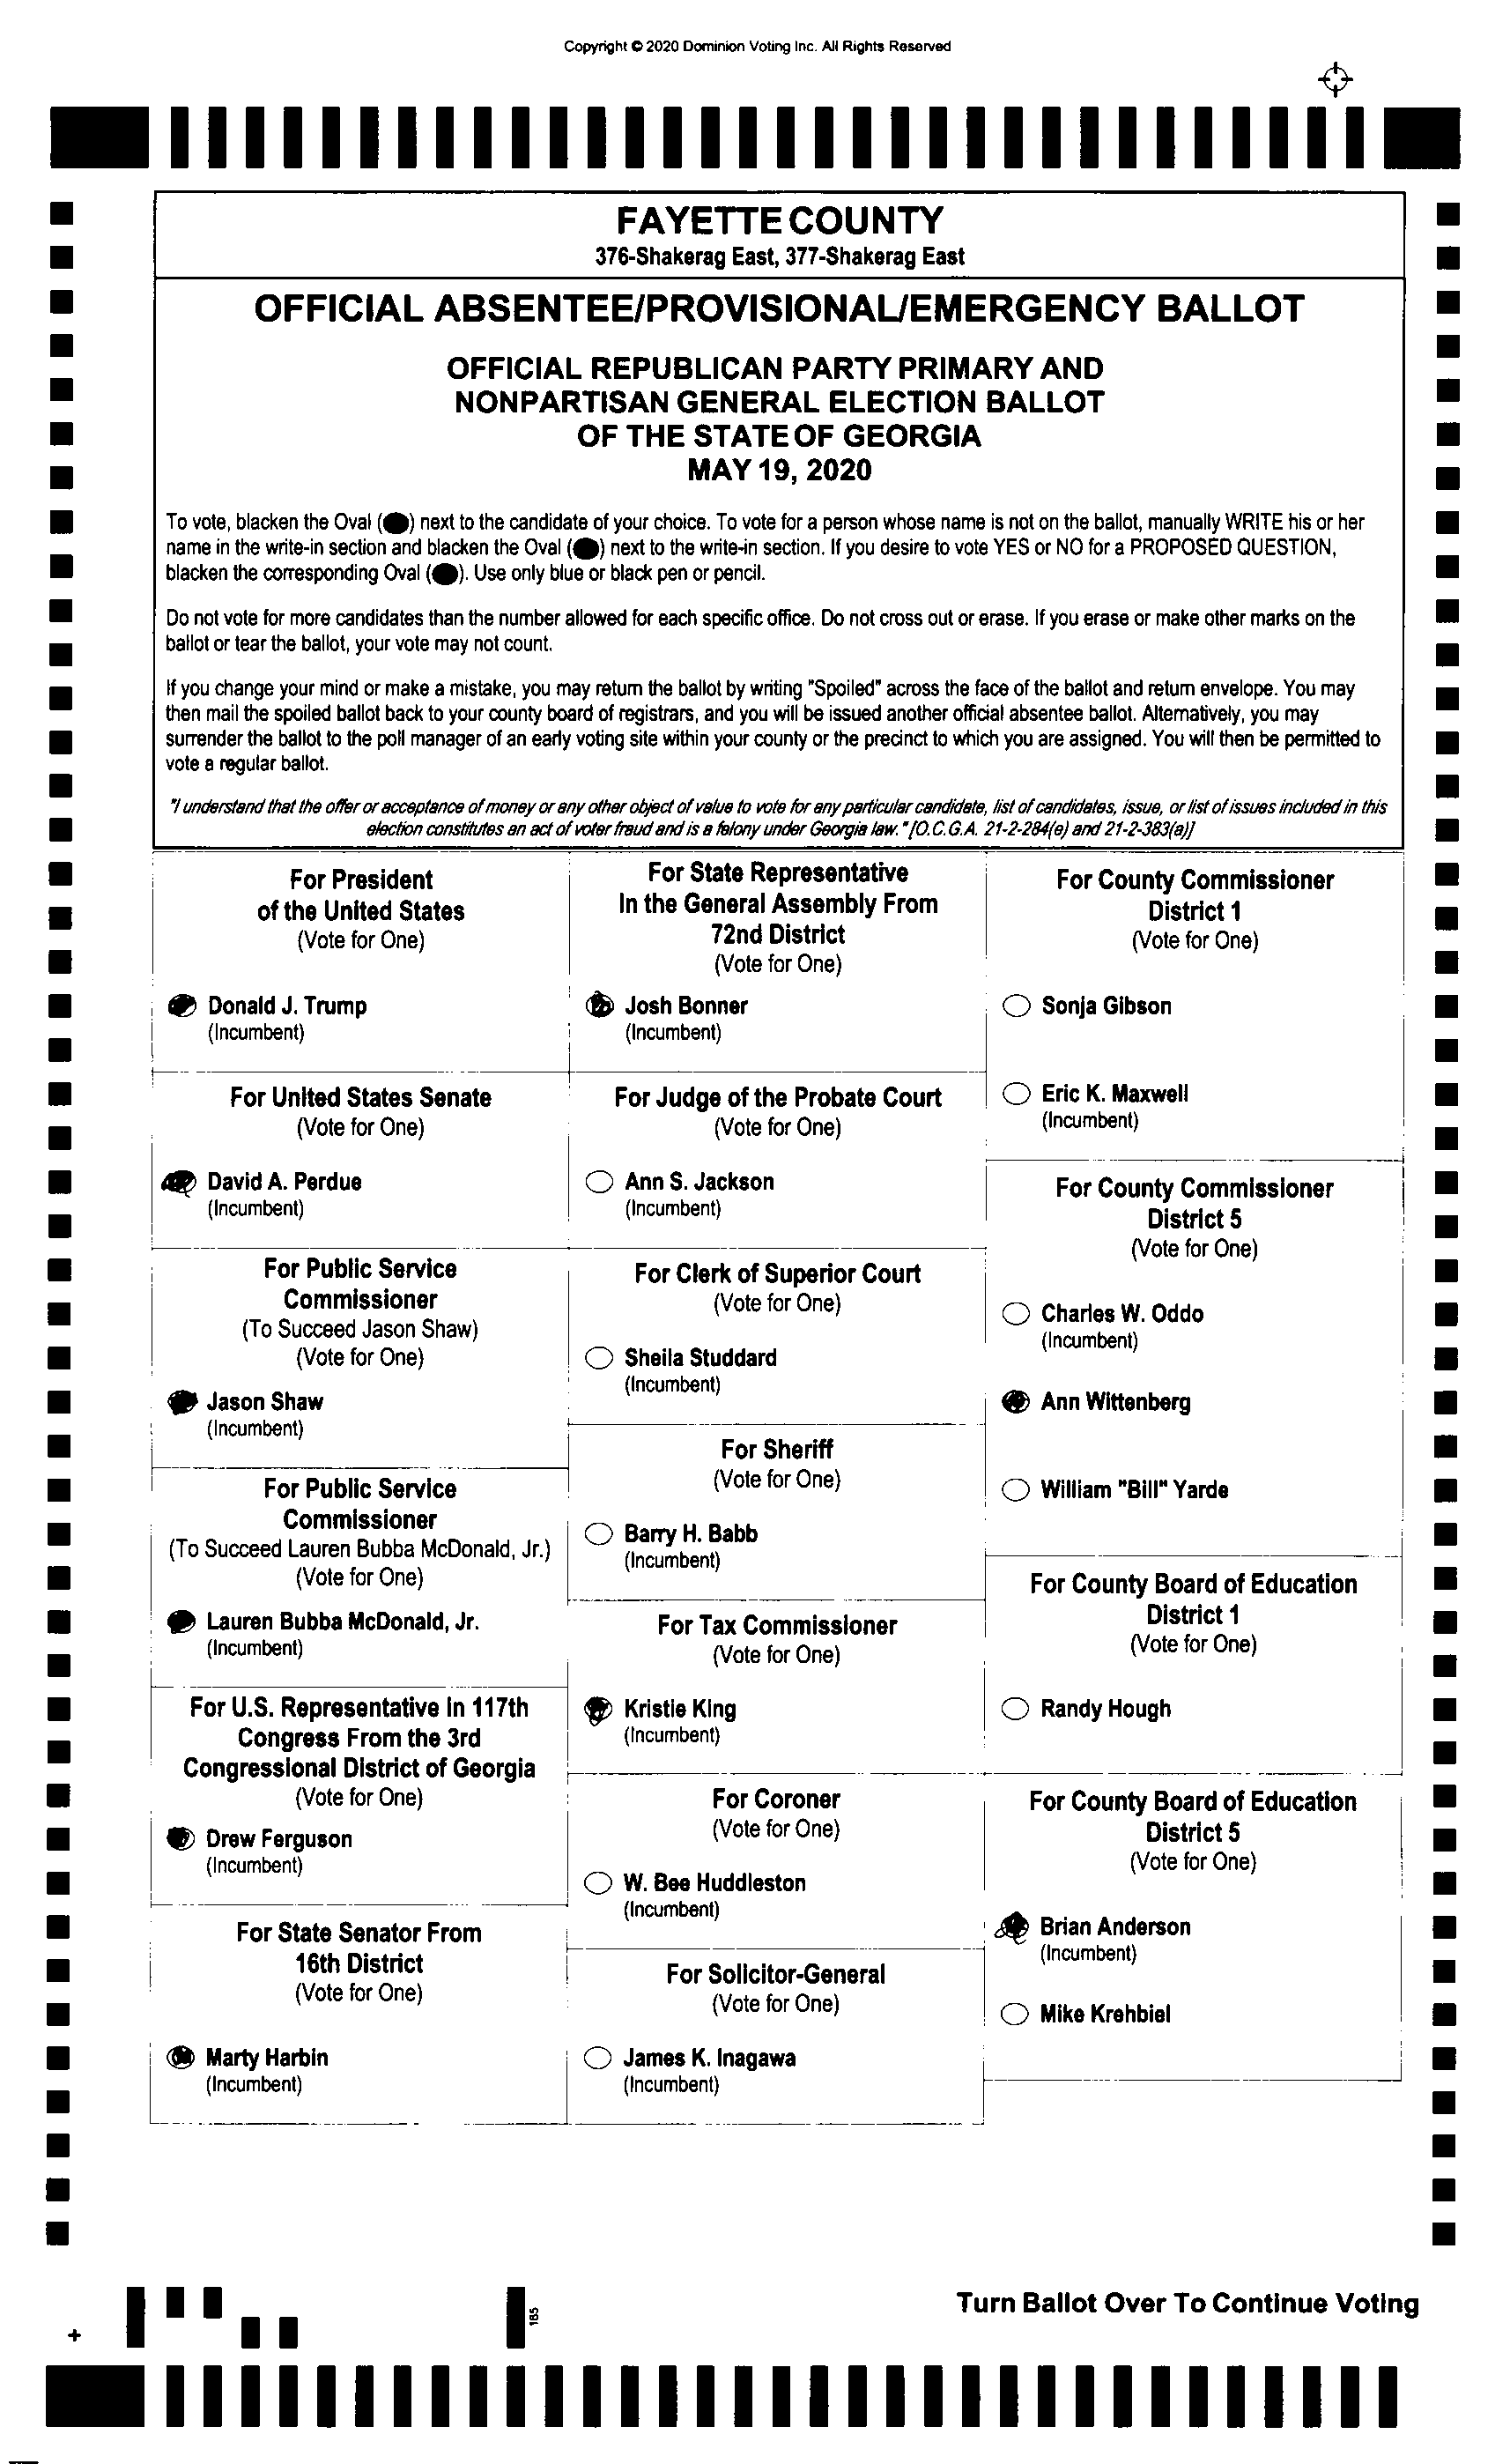 Copyright © 2020 Dominion Voting Inc. All Rights Reserved
FAYETTE COUNTY
376-Shakerag East, 377-Shakerag East
OFFICIAL ABSENTEE/PROVISIONAL/EMERGENCY BALLOT
OFFICIAL REPUBLICAN PARTY PRIMARY AND
NONPARTISAN GENERAL ELECTION BALLOT
OF THE STATE OF GEORGIA
MAY 19, 2020
To vote, blacken the Oval ( ) next to the candidate of your choice. To vote for a person whose name is not on the ballot, manually WRITE his or her
name in the write-in section and blacken the Oval ( ) next to the write-in section. If you desire to vote YES or NO for a PROPOSED QUESTION,
blacken the corresponding Oval ( ). Use only blue or black pen or pencil.
Do not vote for more candidates than the number allowed for each specific office. Do not cross out or erase. If you erase or make other marks on the
ballot or tear the ballot, your vote may not count.
If you change your mind or make a mistake, you may return the ballot by writing "Spoiled" across the face of the ballot and return envelope. You may
then mail the spoiled ballot back to your county board of registrars, and you will be issued another official absentee ballot. Alternatively, you may
surrender the ballot to the poll manager of an early voting site within your county or the precinct to which you are assigned. You will then be permitted to
vote a regular ballot.
"I understand that the offer or acceptance of money or any other object of value to vote for any particular candidate, list of candidates, issue, or list of issues included in this
election constitutes an act of voter fraud and is a felony under Georgia law." [O.C.G.A. 21-2-284(e) and 21-2-383(a)]
For President
of the United States
(Vote for One)
Donald J. Trump
(Incumbent)
For United States Senate
(Vote for One)
David A. Perdue
(Incumbent)
For Public Service
Commissioner
(To Succeed Jason Shaw)
(Vote for One)
Jason Shaw
(Incumbent)
For Public Service
Commissioner
(To Succeed Lauren Bubba McDonald, Jr.)
(Vote for One)
Lauren Bubba McDonald, Jr.
(Incumbent)
For U.S. Representative in 117th
Congress From the 3rd
Congressional District of Georgia
(Vote for One)
Drew Ferguson
(Incumbent)
For State Senator From
16th District
(Vote for One)
Marty Harbin
(Incumbent)
For State Representative
In the General Assembly From
72nd District
(Vote for One)
Josh Bonner
(Incumbent)
For Judge of the Probate Court
(Vote for One)
Ann S. Jackson
(Incumbent)
For Clerk of Superior Court
(Vote for One)
Sheila Studdard
(Incumbent)
For Sheriff
(Vote for One)
Barry H. Babb
(Incumbent)
For Tax Commissioner
(Vote for One)
Kristie King
(Incumbent)
For Coroner
(Vote for One)
W. Bee Huddleston
(Incumbent)
For Solicitor-General
(Vote for One)
James K. Inagawa
(Incumbent)
For County Commissioner
District 1
(Vote for One)
Sonja Gibson
Eric K. Maxwell
(Incumbent)
For County Commissioner
District 5
(Vote for One)
Charles W. Oddo
(Incumbent)
Ann Wittenberg
William "Bill" Yarde
For County Board of Education
District 1
(Vote for One)
Randy Hough
For County Board of Education
District 5
(Vote for One)
Brian Anderson
(Incumbent)
Mike Krehbiel
185
Turn Ballot Over To Continue Voting